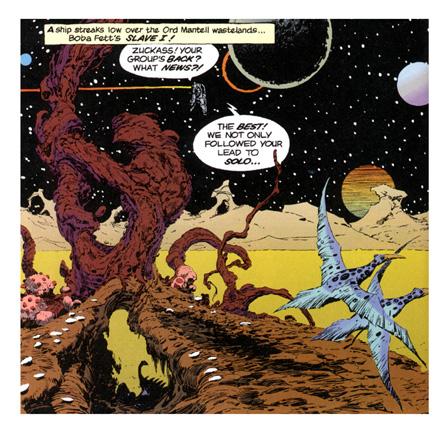 A ship streaks low over the Ord Mantell wastelands...
Boba Fett's SLAVE I!
ZUCKASS! YOUR
GROUP'S BACK?
WHAT NEWS?!
THE BEST!
WE NOT ONLY
FOLLOWED YOUR
LEAD TO
SOLO...